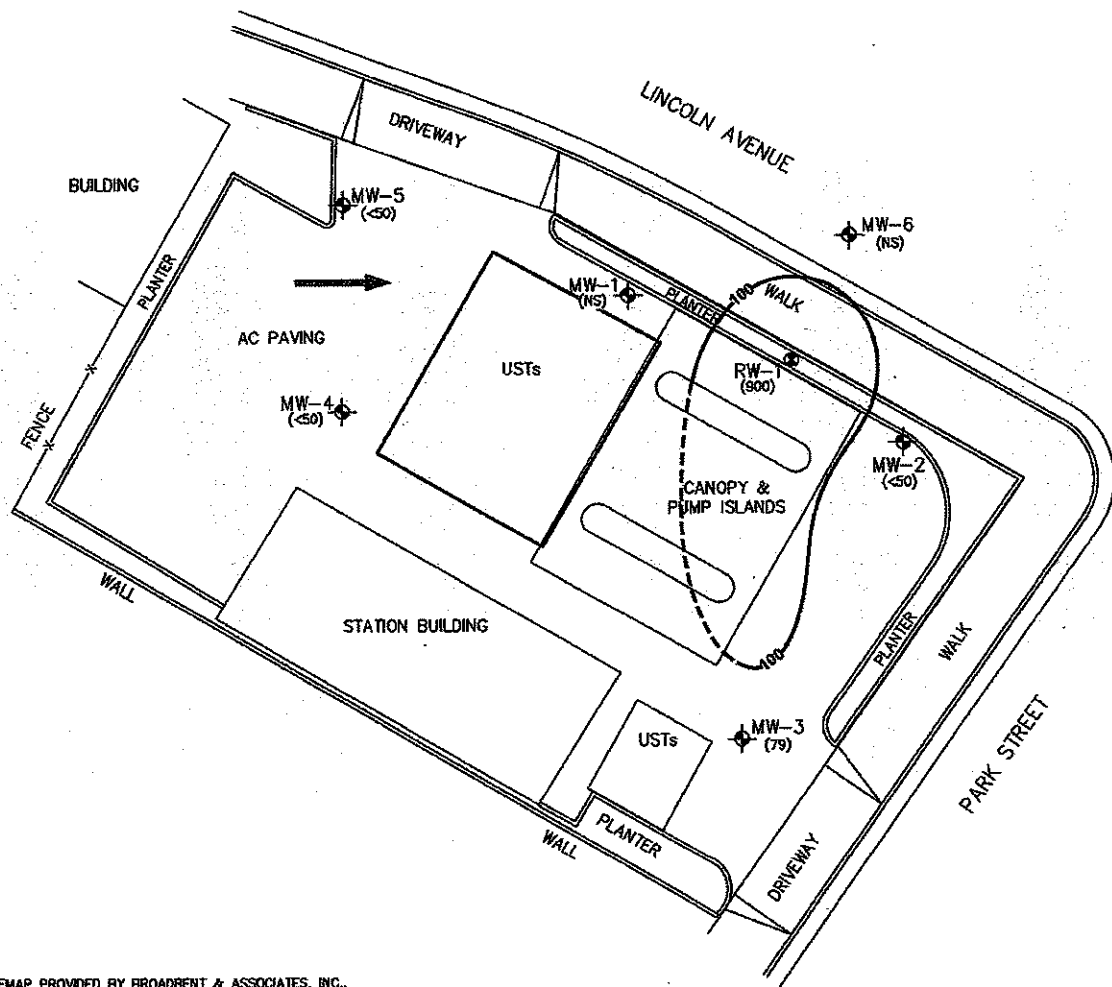 LINCOLN AVENUE
DRIVEWAY
BUILDING
MW-5
(<50)
MW-6
(NS)
PLANTER
MW-1
(NS)
PLANTER
100
WALK
AC PAVING
USTs
RW-1
(900)
MW-4
(<50)
FENCE
MW-2
(<50)
CANOPY &
PUMP ISLANDS
WALL
STATION BUILDING
PLANTER
WALK
100
USTs
MW-3
(79)
PARK STREET
PLANTER
WALL
DRIVEWAY
EMAP PROVIDED BY BROADBENT & ASSOCIATES, INC.,